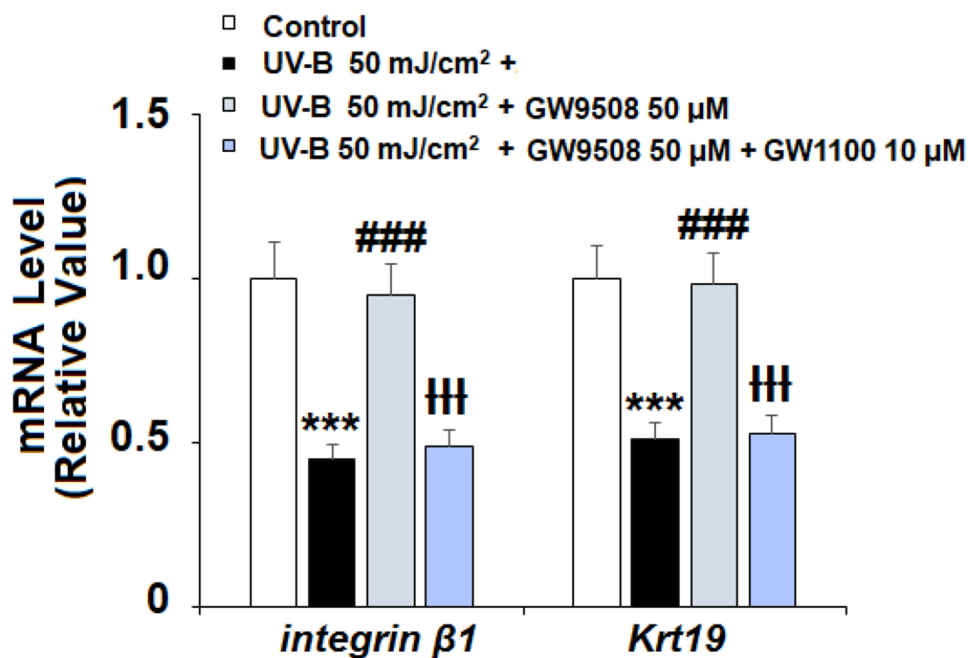 Control
UV-B 50 mJ/cm² +
UV-B 50 mJ/cm² + GW9508 50 µM
UV-B 50 mJ/cm² + GW9508 50 µM + GW1100 10 µM
mRNA Level
(Relative Value)
1.5
1.0
0.5
0
***
###
ƗƗƗ
***
###
ƗƗƗ
integrin β1
Krt19